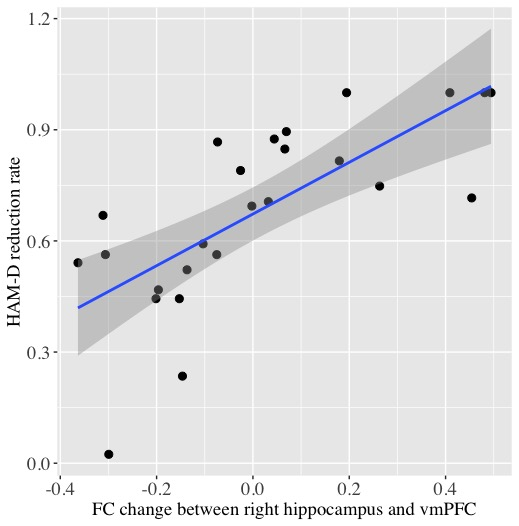 1.2
0.9
0.6
0.3
0.0
HAM-D reduction rate
-0.4 -0.2 0.0 0.2 0.4
FC change between right hippocampus and vmPFC